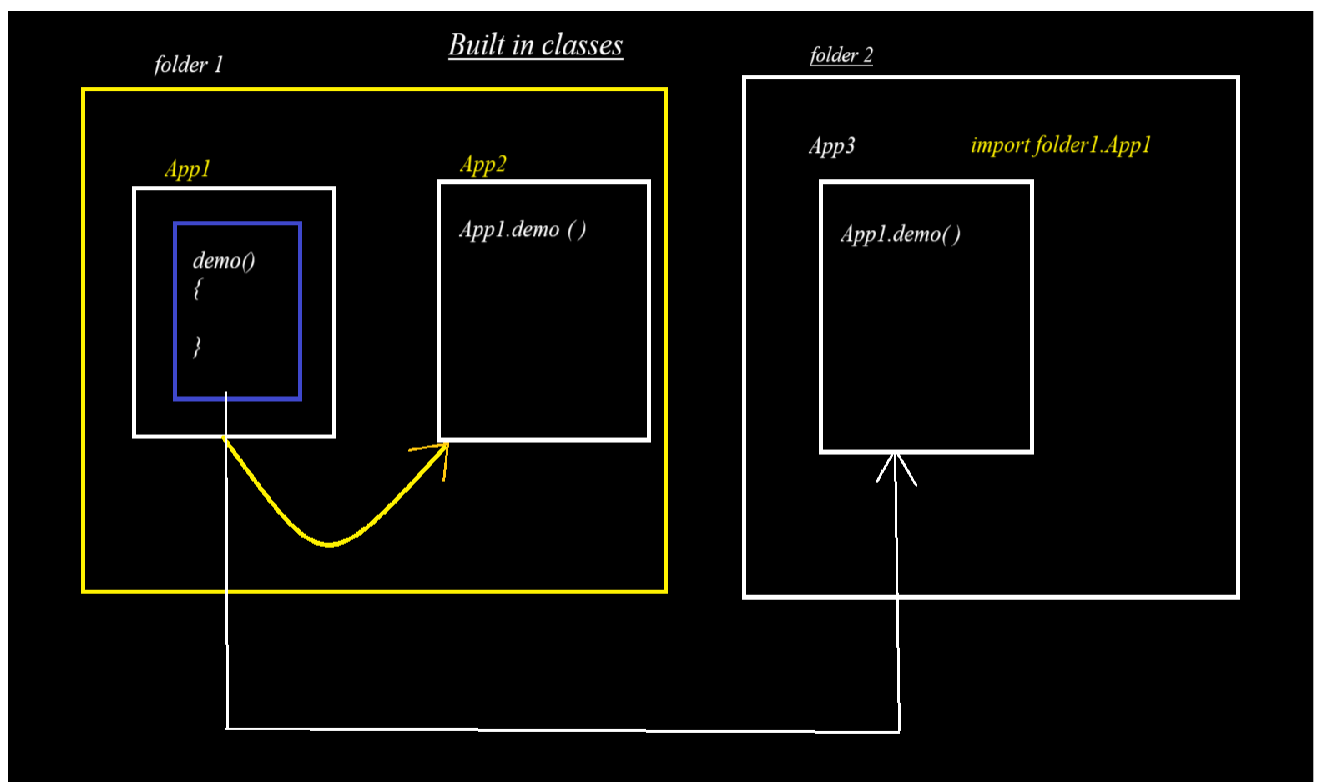 Built in classes
folder 1
App1
demo()
{
}
App2
App1.demo ( )
folder 2
App3
import folder1.App1
App1.demo( )